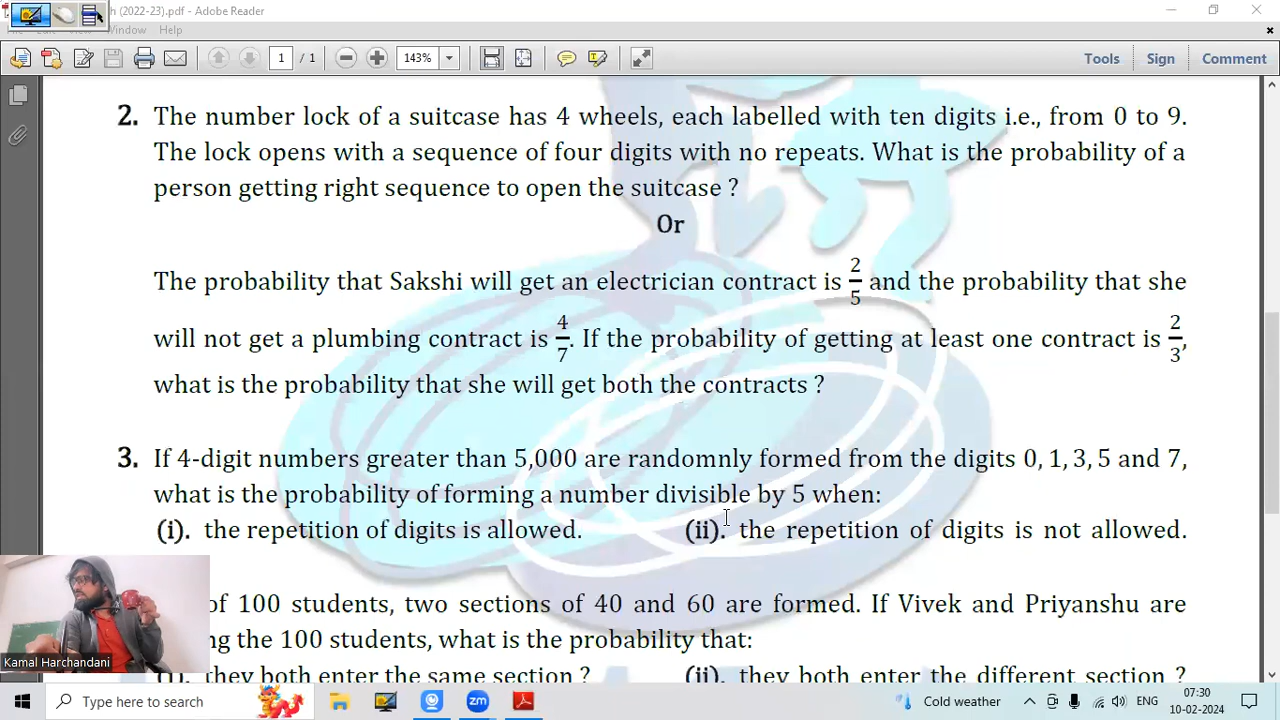 h (2022-23).pdf - Adobe Reader
Window Help
1 / 1 143% Tools Sign Comment
2. The number lock of a suitcase has 4 wheels, each labelled with ten digits i.e., from 0 to 9.
The lock opens with a sequence of four digits with no repeats. What is the probability of a
person getting right sequence to open the suitcase ?
Or
The probability that Sakshi will get an electrician contract is 2/5 and the probability that she
will not get a plumbing contract is 4/7. If the probability of getting at least one contract is 2/3,
what is the probability that she will get both the contracts ?
3. If 4-digit numbers greater than 5,000 are randomnly formed from the digits 0, 1, 3, 5 and 7,
what is the probability of forming a number divisible by 5 when:
(i). the repetition of digits is allowed. (ii). the repetition of digits is not allowed.
of 100 students, two sections of 40 and 60 are formed. If Vivek and Priyanshu are
ng the 100 students, what is the probability that:
(i). they both enter the same section ? (ii). they both enter the different section ?
Kamal Harchandani
Type here to search
zm
Cold weather
ENG
07:30
10-02-2024